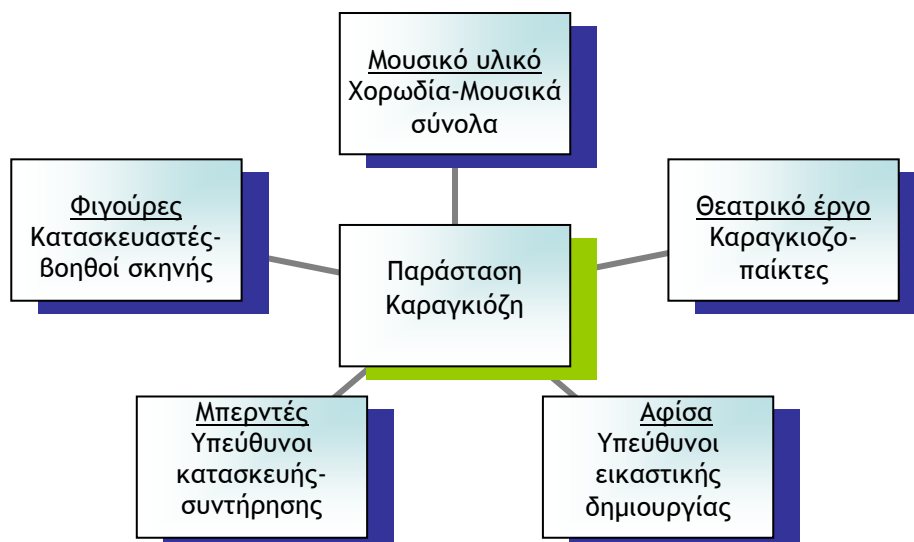 Μουσικό υλικό
Χορωδία-Μουσικά
σύνολα
Φιγούρες
Κατασκευαστές-
βοηθοί σκηνής
Θεατρικό έργο
Καραγκιοζο-
παίκτες
Παράσταση
Καραγκιόζη
Μπερντές
Υπεύθυνοι
κατασκευής-
συντήρησης
Αφίσα
Υπεύθυνοι
εικαστικής
δημιουργίας